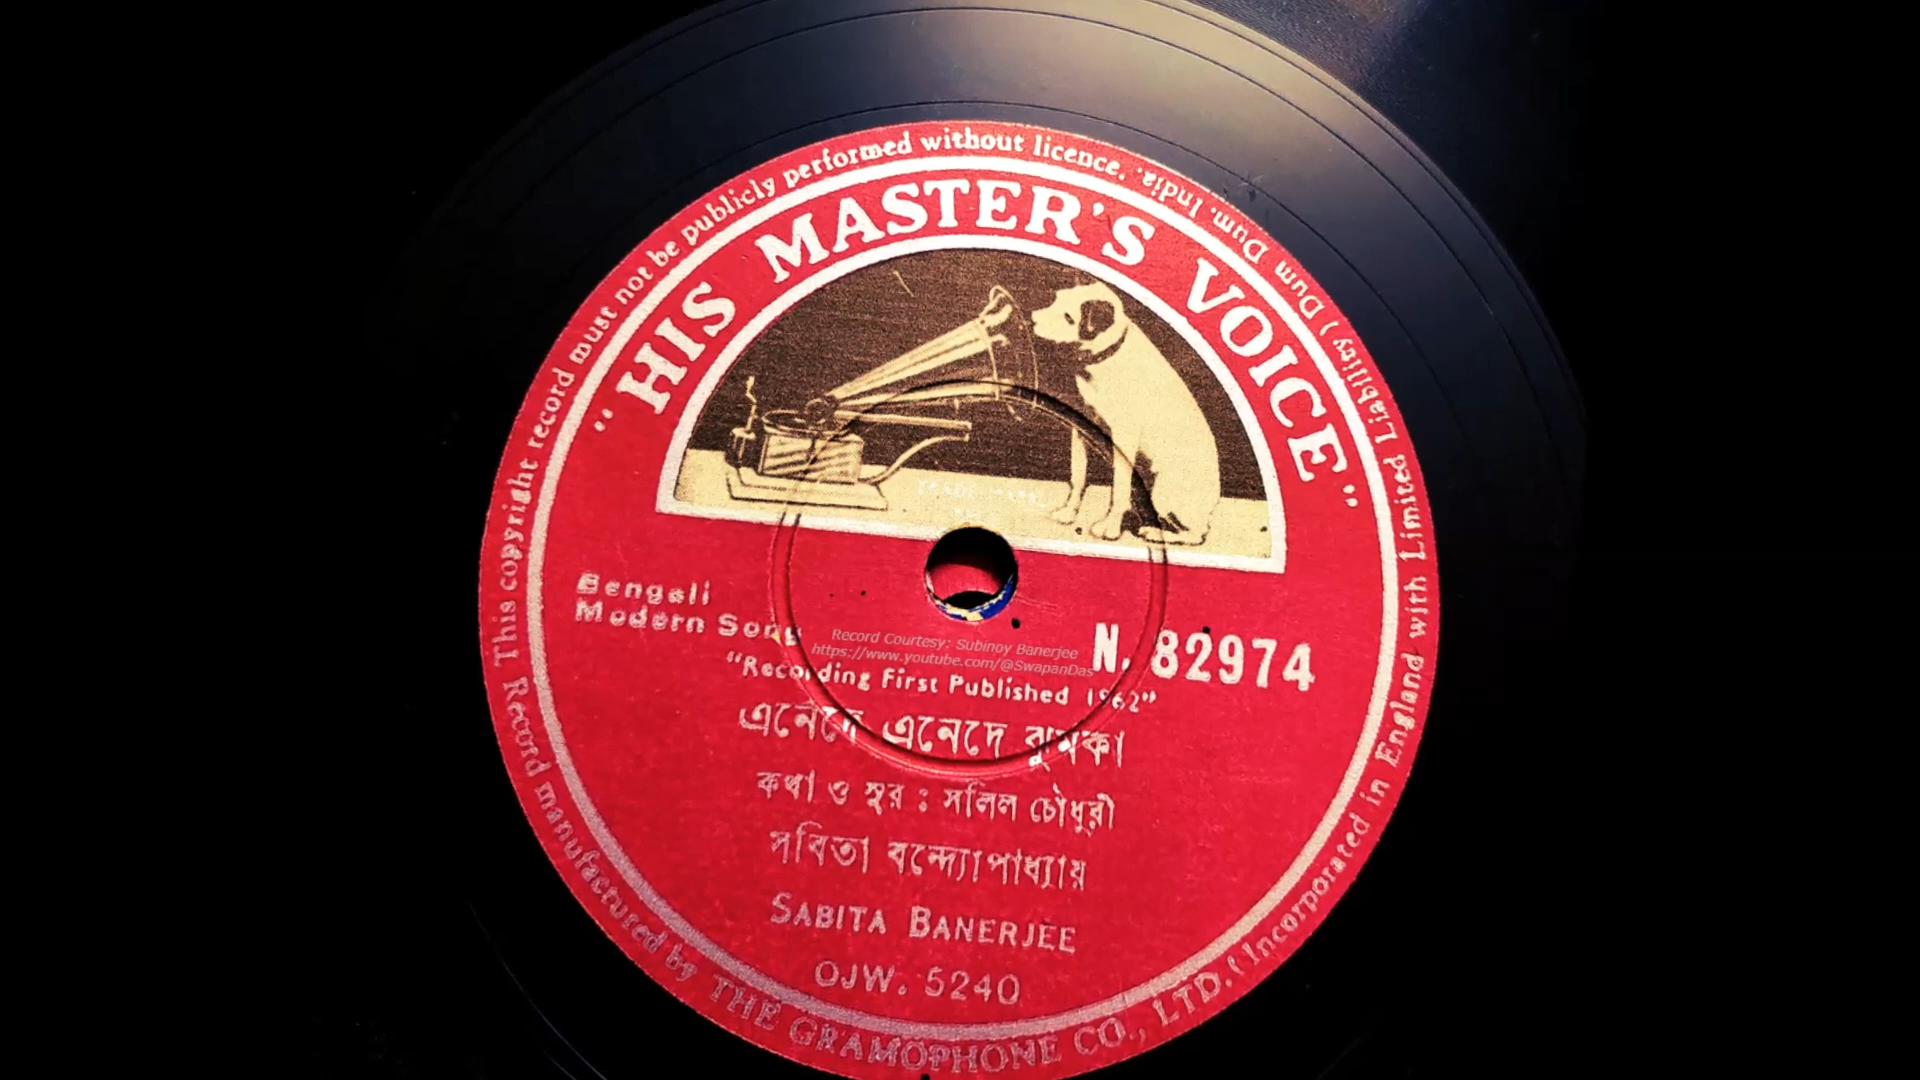 This copyright record must not be publicly performed without licence.
"HIS MASTER'S VOICE"
TRADE MARK
Bengali
Modern Song
N. 82974
Record Courtesy: Subinoy Banerjee
https://www.youtube.com/@SwapanDas
"Recording First Published 1962"
এনেদে এনেদে ঝুমকা
কথা ও সুর : সলিল চৌধুরী
সবিতা বন্দ্যোপাধ্যায়
SABITA BANERJEE
OJW. 5240
Record manufactured by THE GRAMOPHONE CO., LTD. (Incorporated in England with Limited Liability) Dum Dum, India.